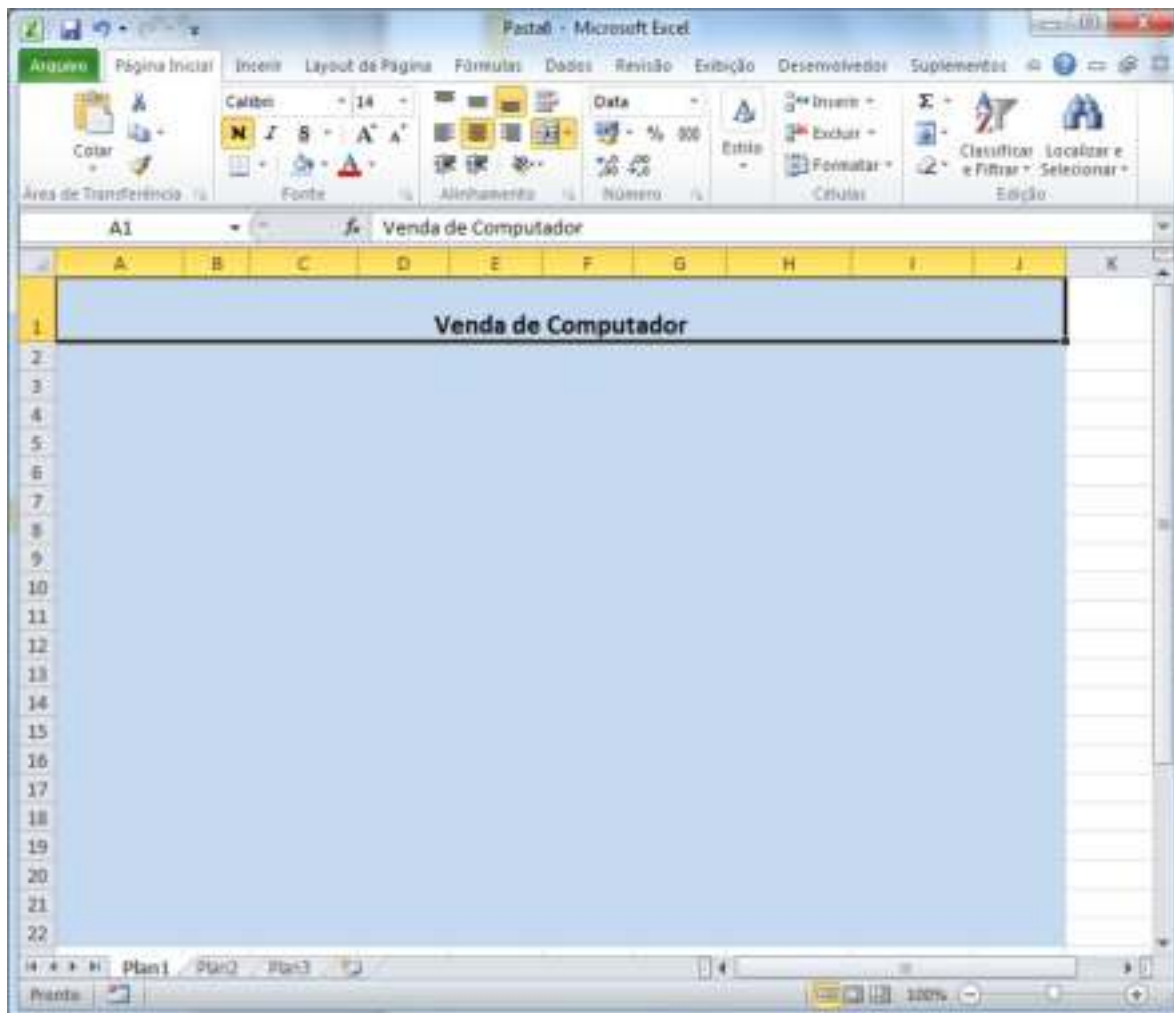 Pasta6 - Microsoft Excel
Arquivo Página Inicial Inserir Layout da Página Fórmulas Dados Revisão Exibição Desenvolvedor Suplementos
Colar
Calibri 14
N I S A A
Data
% 000
Estilo
Inserir
Excluir
Formatar
Σ
Classificar e Filtrar
Localizar e Selecionar
Área de Transferência Fonte Alinhamento Número Células Edição
A1 fx Venda de Computador
A B C D E F G H I J K
1 Venda de Computador
2
3
4
5
6
7
8
9
10
11
12
13
14
15
16
17
18
19
20
21
22
Plan1 Plan2 Plan3
Pronto 100%